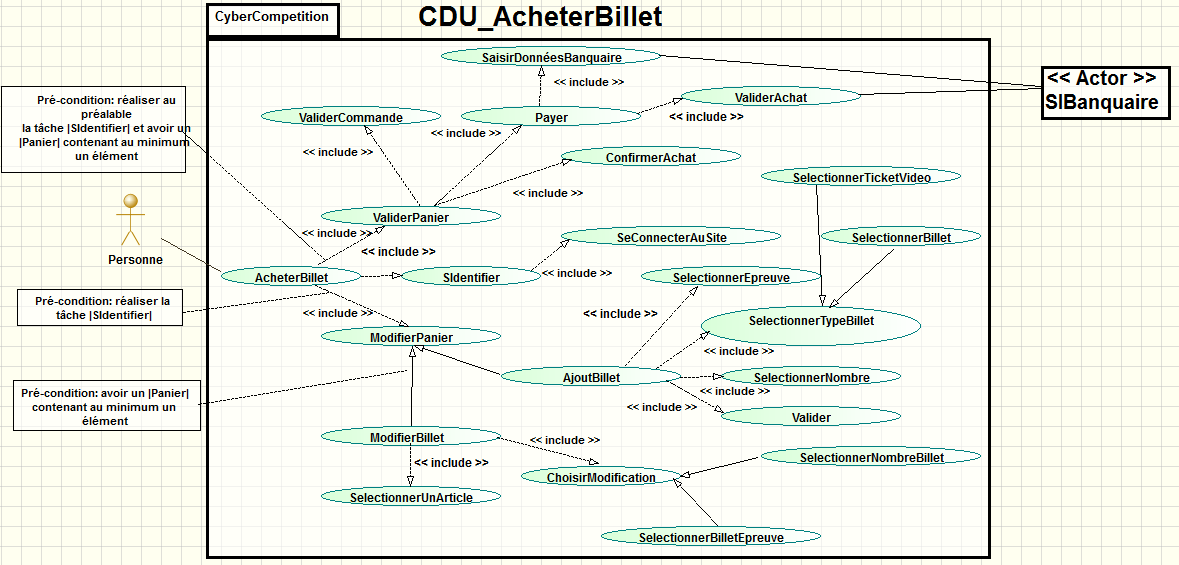 CyberCompetition
CDU_AcheterBillet
SaisirDonnéesBanquaire
<< Actor >>
SIBanquaire
<< include >>
Pré-condition: réaliser au
préalable
la tâche |SIdentifier| et avoir un
|Panier| contenant au minimum
un élément
ValiderAchat
ValiderCommande
Payer
<< include >>
<< include >>
<< include >>
ConfirmerAchat
SelectionnerTicketVideo
<< include >>
ValiderPanier
<< include >>
<< include >>
SeConnecterAuSite
SelectionnerBillet
Personne
AcheterBillet
SIdentifier
<< include >>
SelectionnerEpreuve
Pré-condition: réaliser la
tâche |SIdentifier|
<< include >>
<< include >>
SelectionnerTypeBillet
ModifierPanier
<< include >>
AjoutBillet
SelectionnerNombre
<< include >>
Pré-condition: avoir un |Panier|
contenant au minimum un
élément
<< include >>
Valider
ModifierBillet
<< include >>
<< include >>
SelectionnerNombreBillet
ChoisirModification
SelectionnerUnArticle
SelectionnerBilletEpreuve